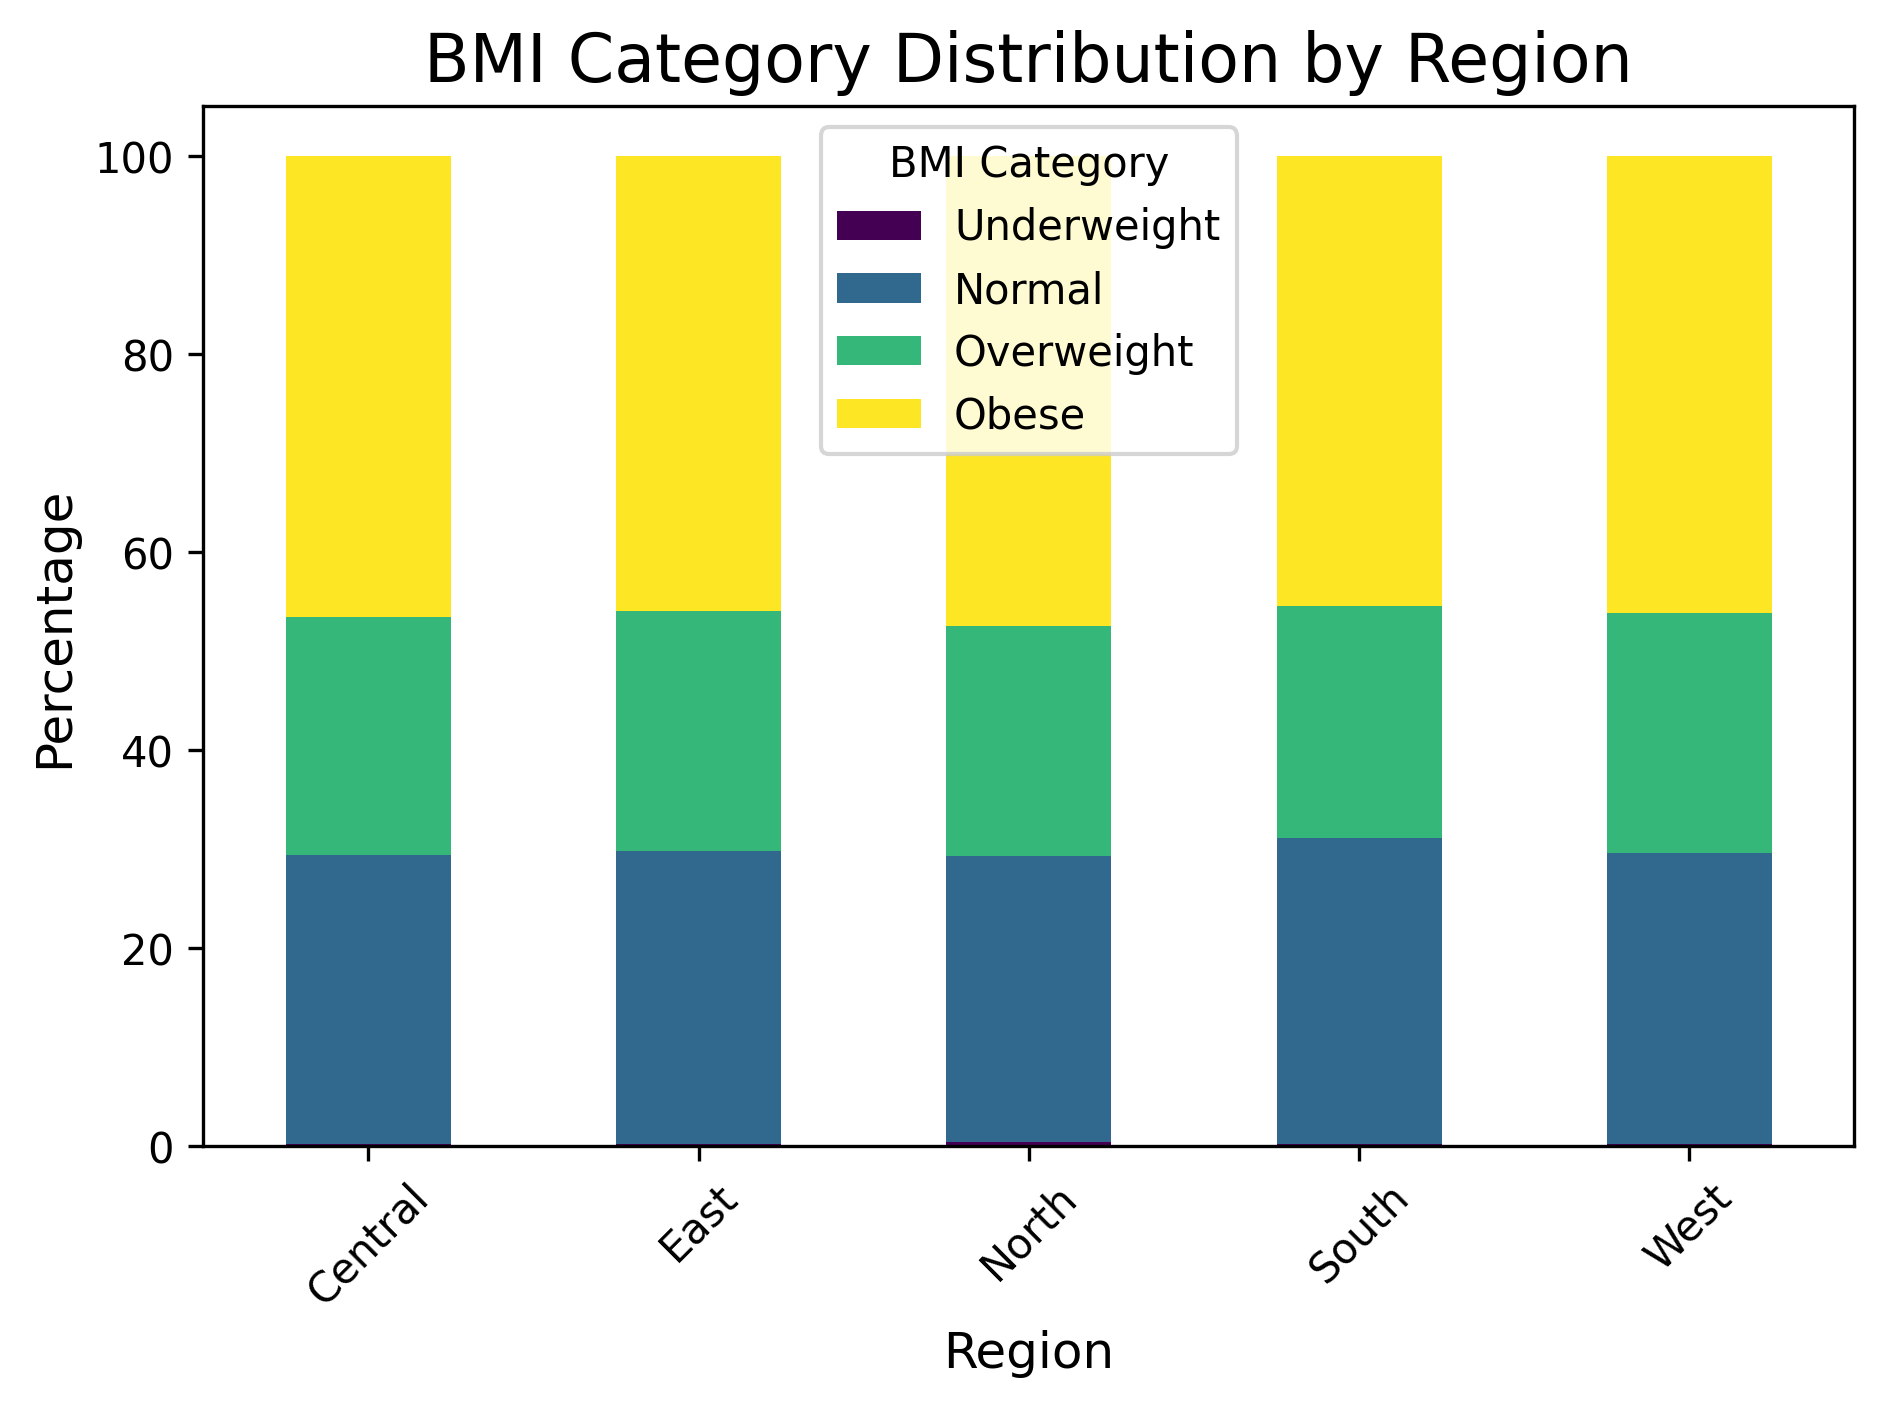 BMI Category Distribution by Region
BMI Category
Underweight
Normal
Overweight
Obese
Percentage
100
80
60
40
20
0
Central
East
North
South
West
Region